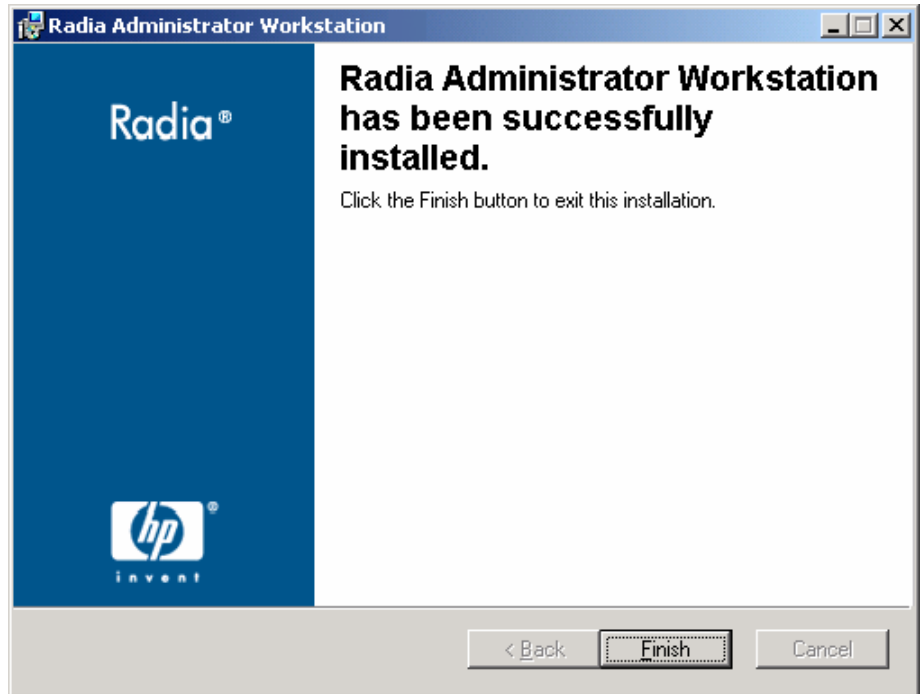 Radia Administrator Workstation
Radia®
Radia Administrator Workstation
has been successfully
installed.
Click the Finish button to exit this installation.
hp®
invent
< Back
Finish
Cancel